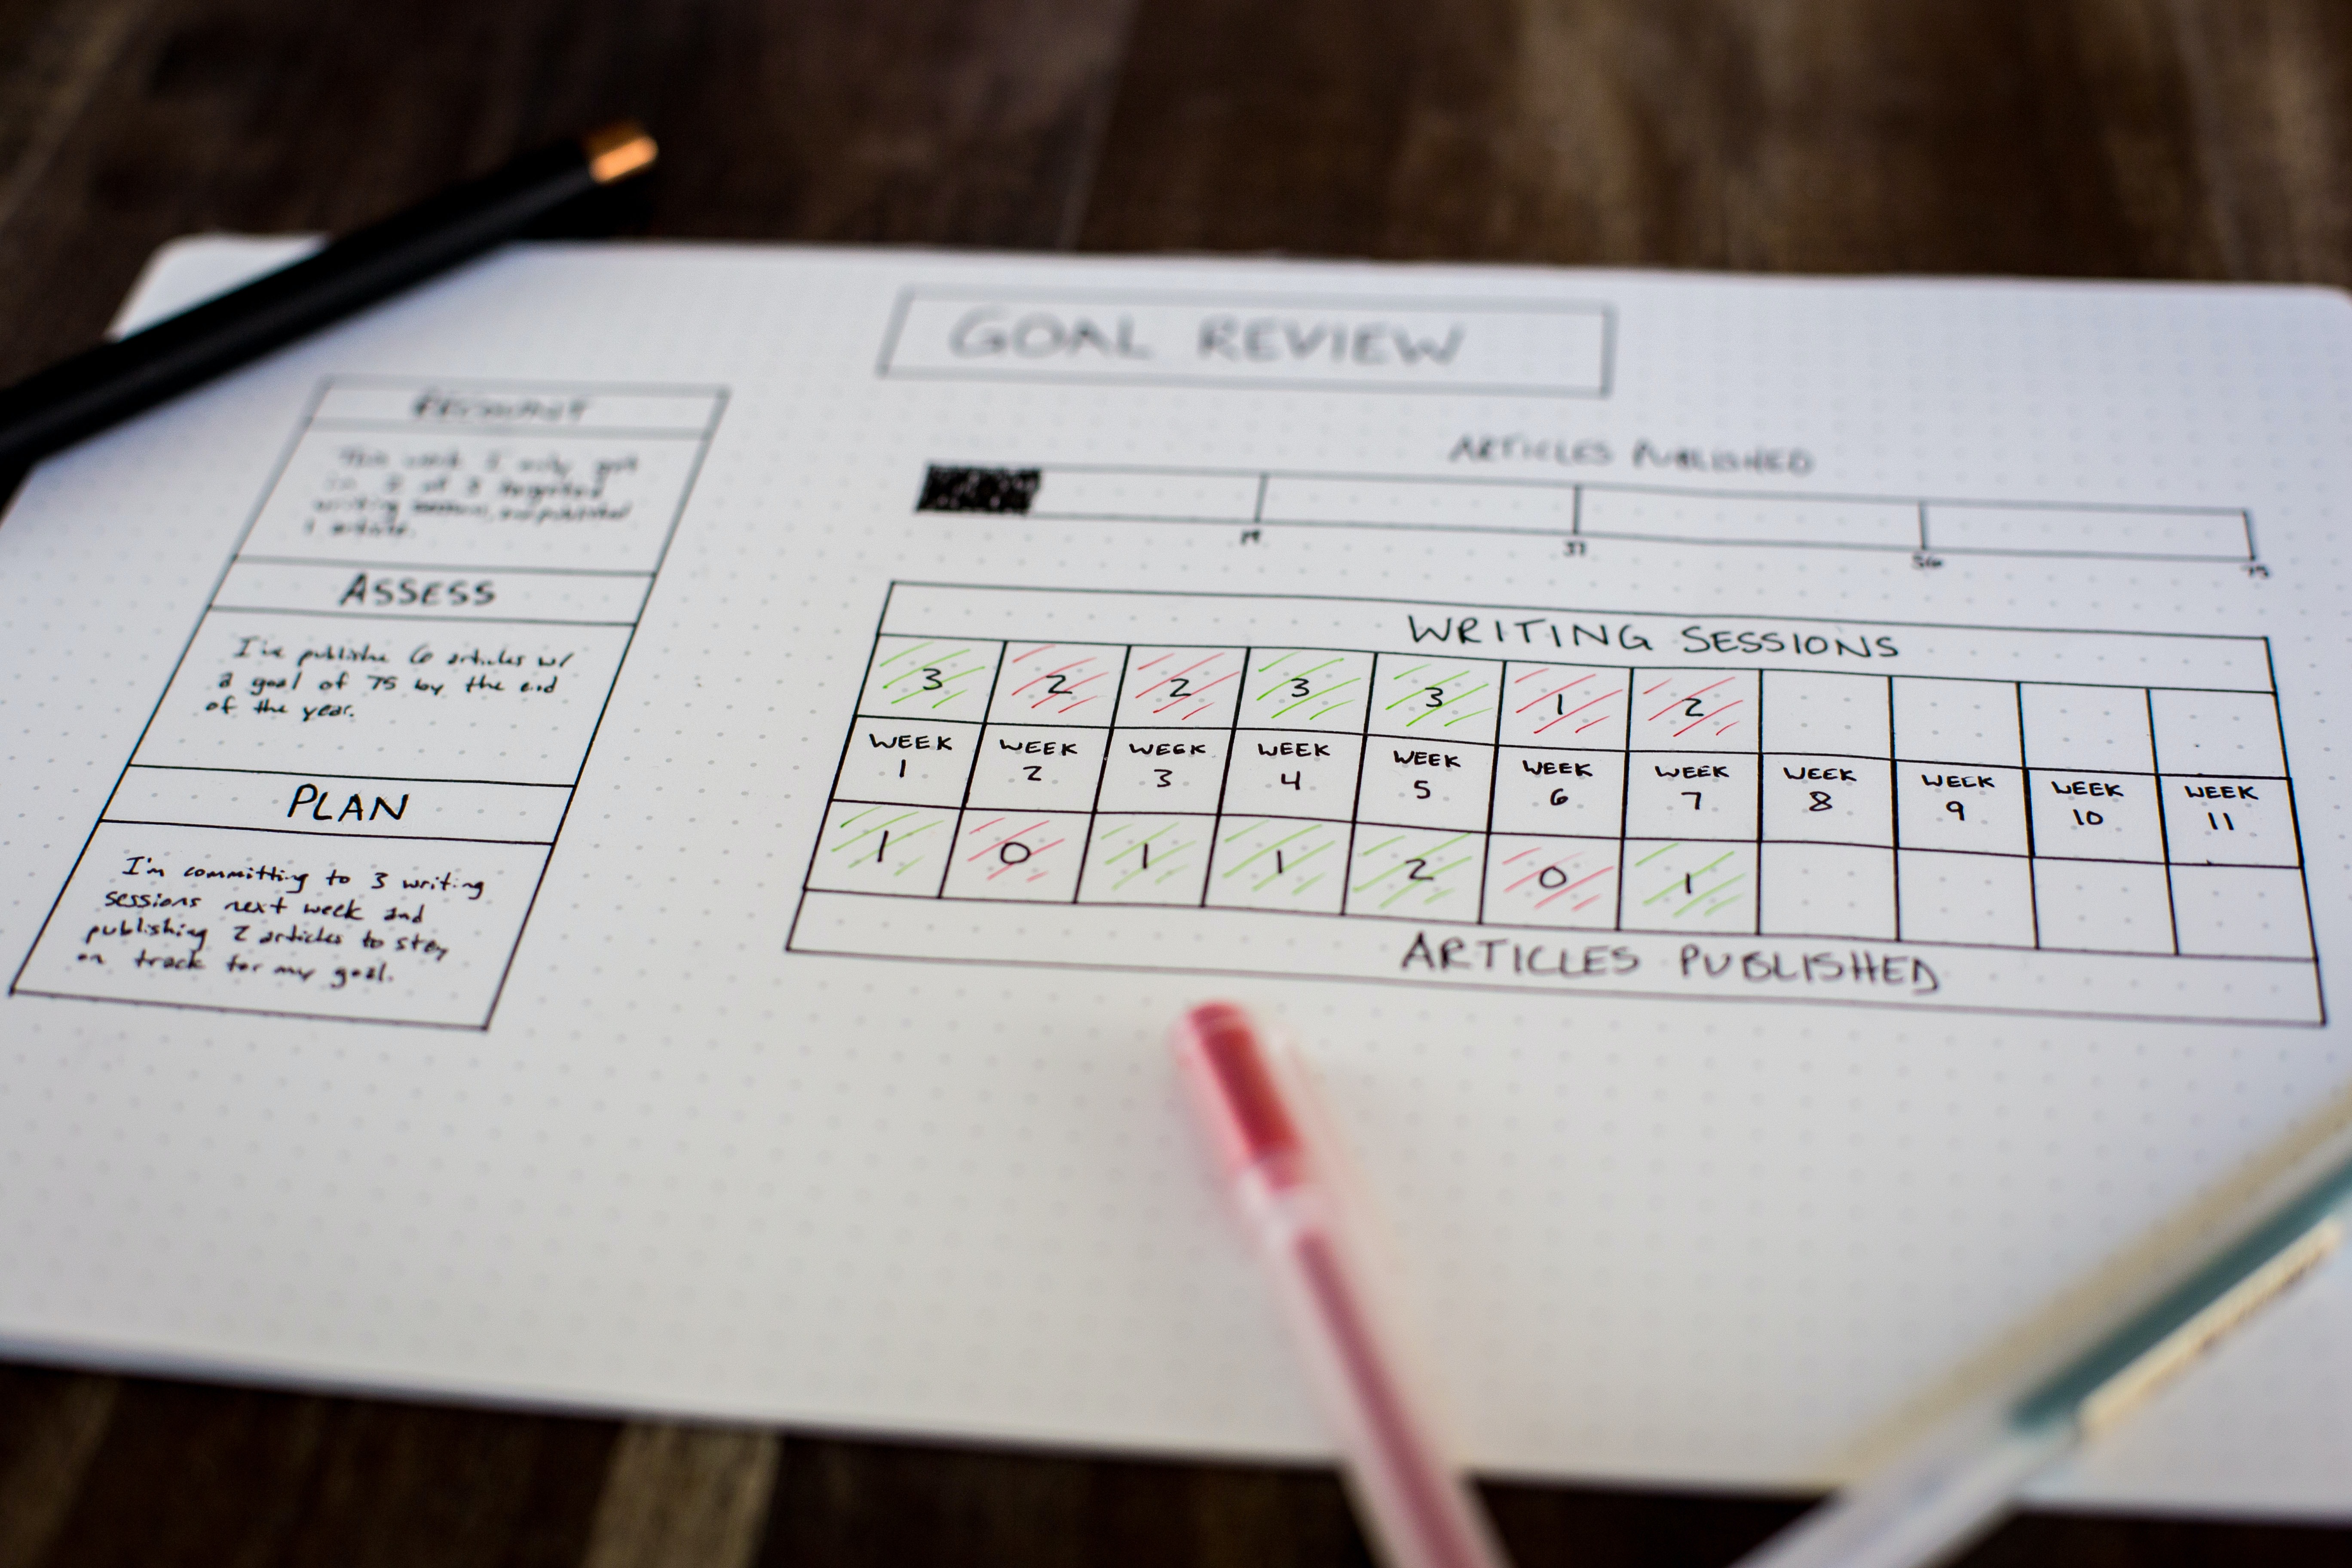 GOAL REVIEW
RECOUNT
This week I only got
in 2 of 3 targeted
writing sessions, and published
1 article.
ASSESS
I've publishe 6 articles w/
a goal of 75 by the end
of the year.
PLAN
I'm committing to 3 writing
sessions next week and
publishing 2 articles to stay
on track for my goal.
ARTICLES PUBLISHED
19 37 56 75
WRITING SESSIONS
3 2 2 3 3 1 2
WEEK WEEK WEEK WEEK WEEK WEEK WEEK WEEK WEEK WEEK WEEK
1 2 3 4 5 6 7 8 9 10 11
1 0 1 1 2 0 1
ARTICLES PUBLISHED